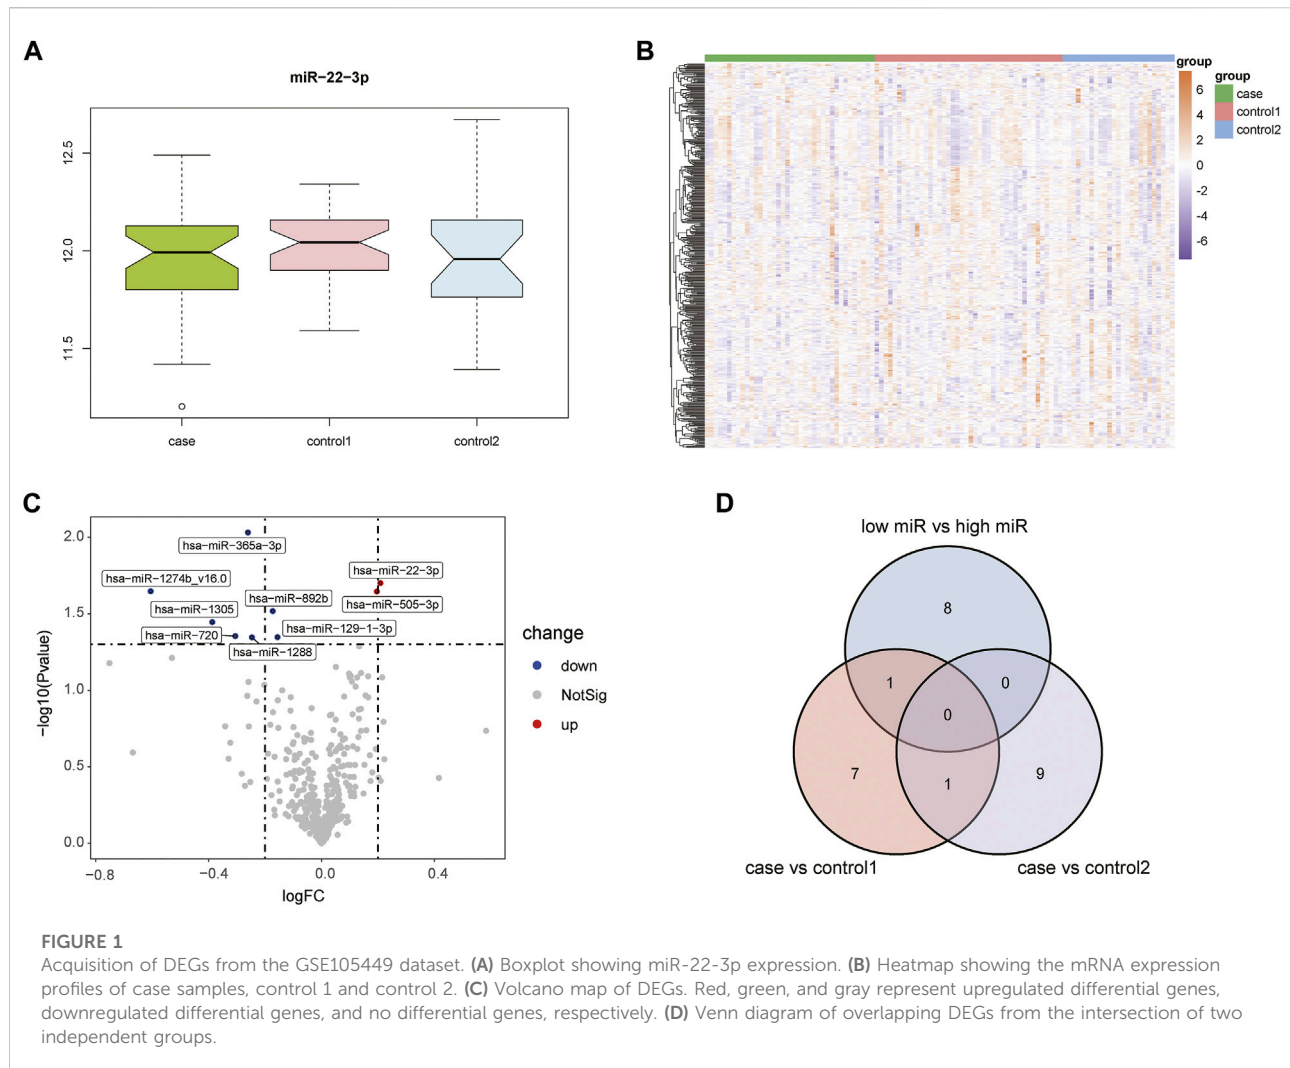 A
miR−22−3p
12.5
12.0
11.5
case
control1
control2
B
group
6
4
2
0
-2
-4
-6
group
case
control1
control2
C
2.0
1.5
1.0
0.5
0.0
−log10(Pvalue)
hsa−miR−365a−3p
hsa−miR−22−3p
hsa−miR−1274b_v16.0
hsa−miR−892b
hsa−miR−505−3p
hsa−miR−1305
hsa−miR−129−1−3p
hsa−miR−720
hsa−miR−1288
−0.8
−0.4
0.0
0.4
logFC
change
down
NotSig
up
D
low miR vs high miR
8
1
0
0
7
1
9
case vs control1
case vs control2
FIGURE 1
Acquisition of DEGs from the GSE105449 dataset. (A) Boxplot showing miR-22-3p expression. (B) Heatmap showing the mRNA expression
profiles of case samples, control 1 and control 2. (C) Volcano map of DEGs. Red, green, and gray represent upregulated differential genes,
downregulated differential genes, and no differential genes, respectively. (D) Venn diagram of overlapping DEGs from the intersection of two
independent groups.